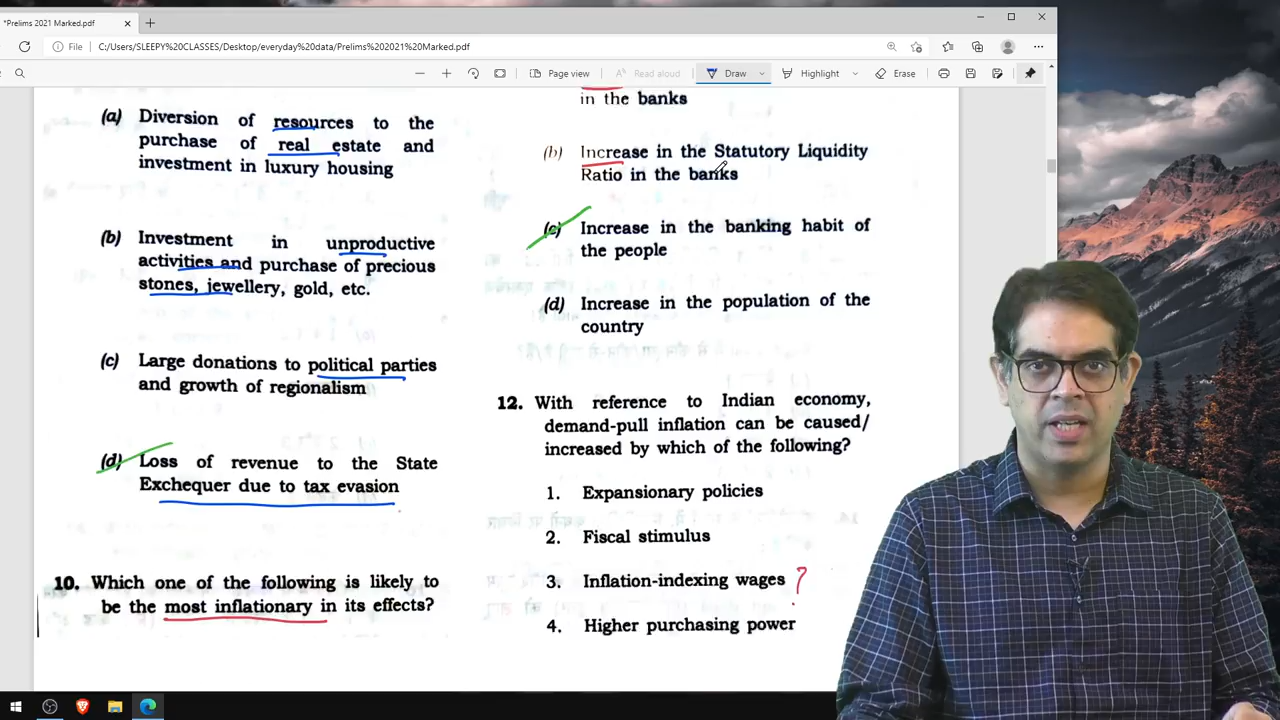 *Prelims 2021 Marked.pdf
File
C:/Users/SLEEPY%20CLASSES/Desktop/everyday%20data/Prelims%202021%20Marked.pdf
Page view
Read aloud
Draw
Highlight
Erase
(a) Diversion of resources to the
purchase of real estate and
investment in luxury housing
(b) Investment in unproductive
activities and purchase of precious
stones, jewellery, gold, etc.
(c) Large donations to political parties
and growth of regionalism
(d) Loss of revenue to the State
Exchequer due to tax evasion
10. Which one of the following is likely to
be the most inflationary in its effects?
in the banks
(b) Increase in the Statutory Liquidity
Ratio in the banks
(c) Increase in the banking habit of
the people
(d) Increase in the population of the
country
12. With reference to Indian economy,
demand-pull inflation can be caused/
increased by which of the following?
1. Expansionary policies
2. Fiscal stimulus
3. Inflation-indexing wages ?
4. Higher purchasing power